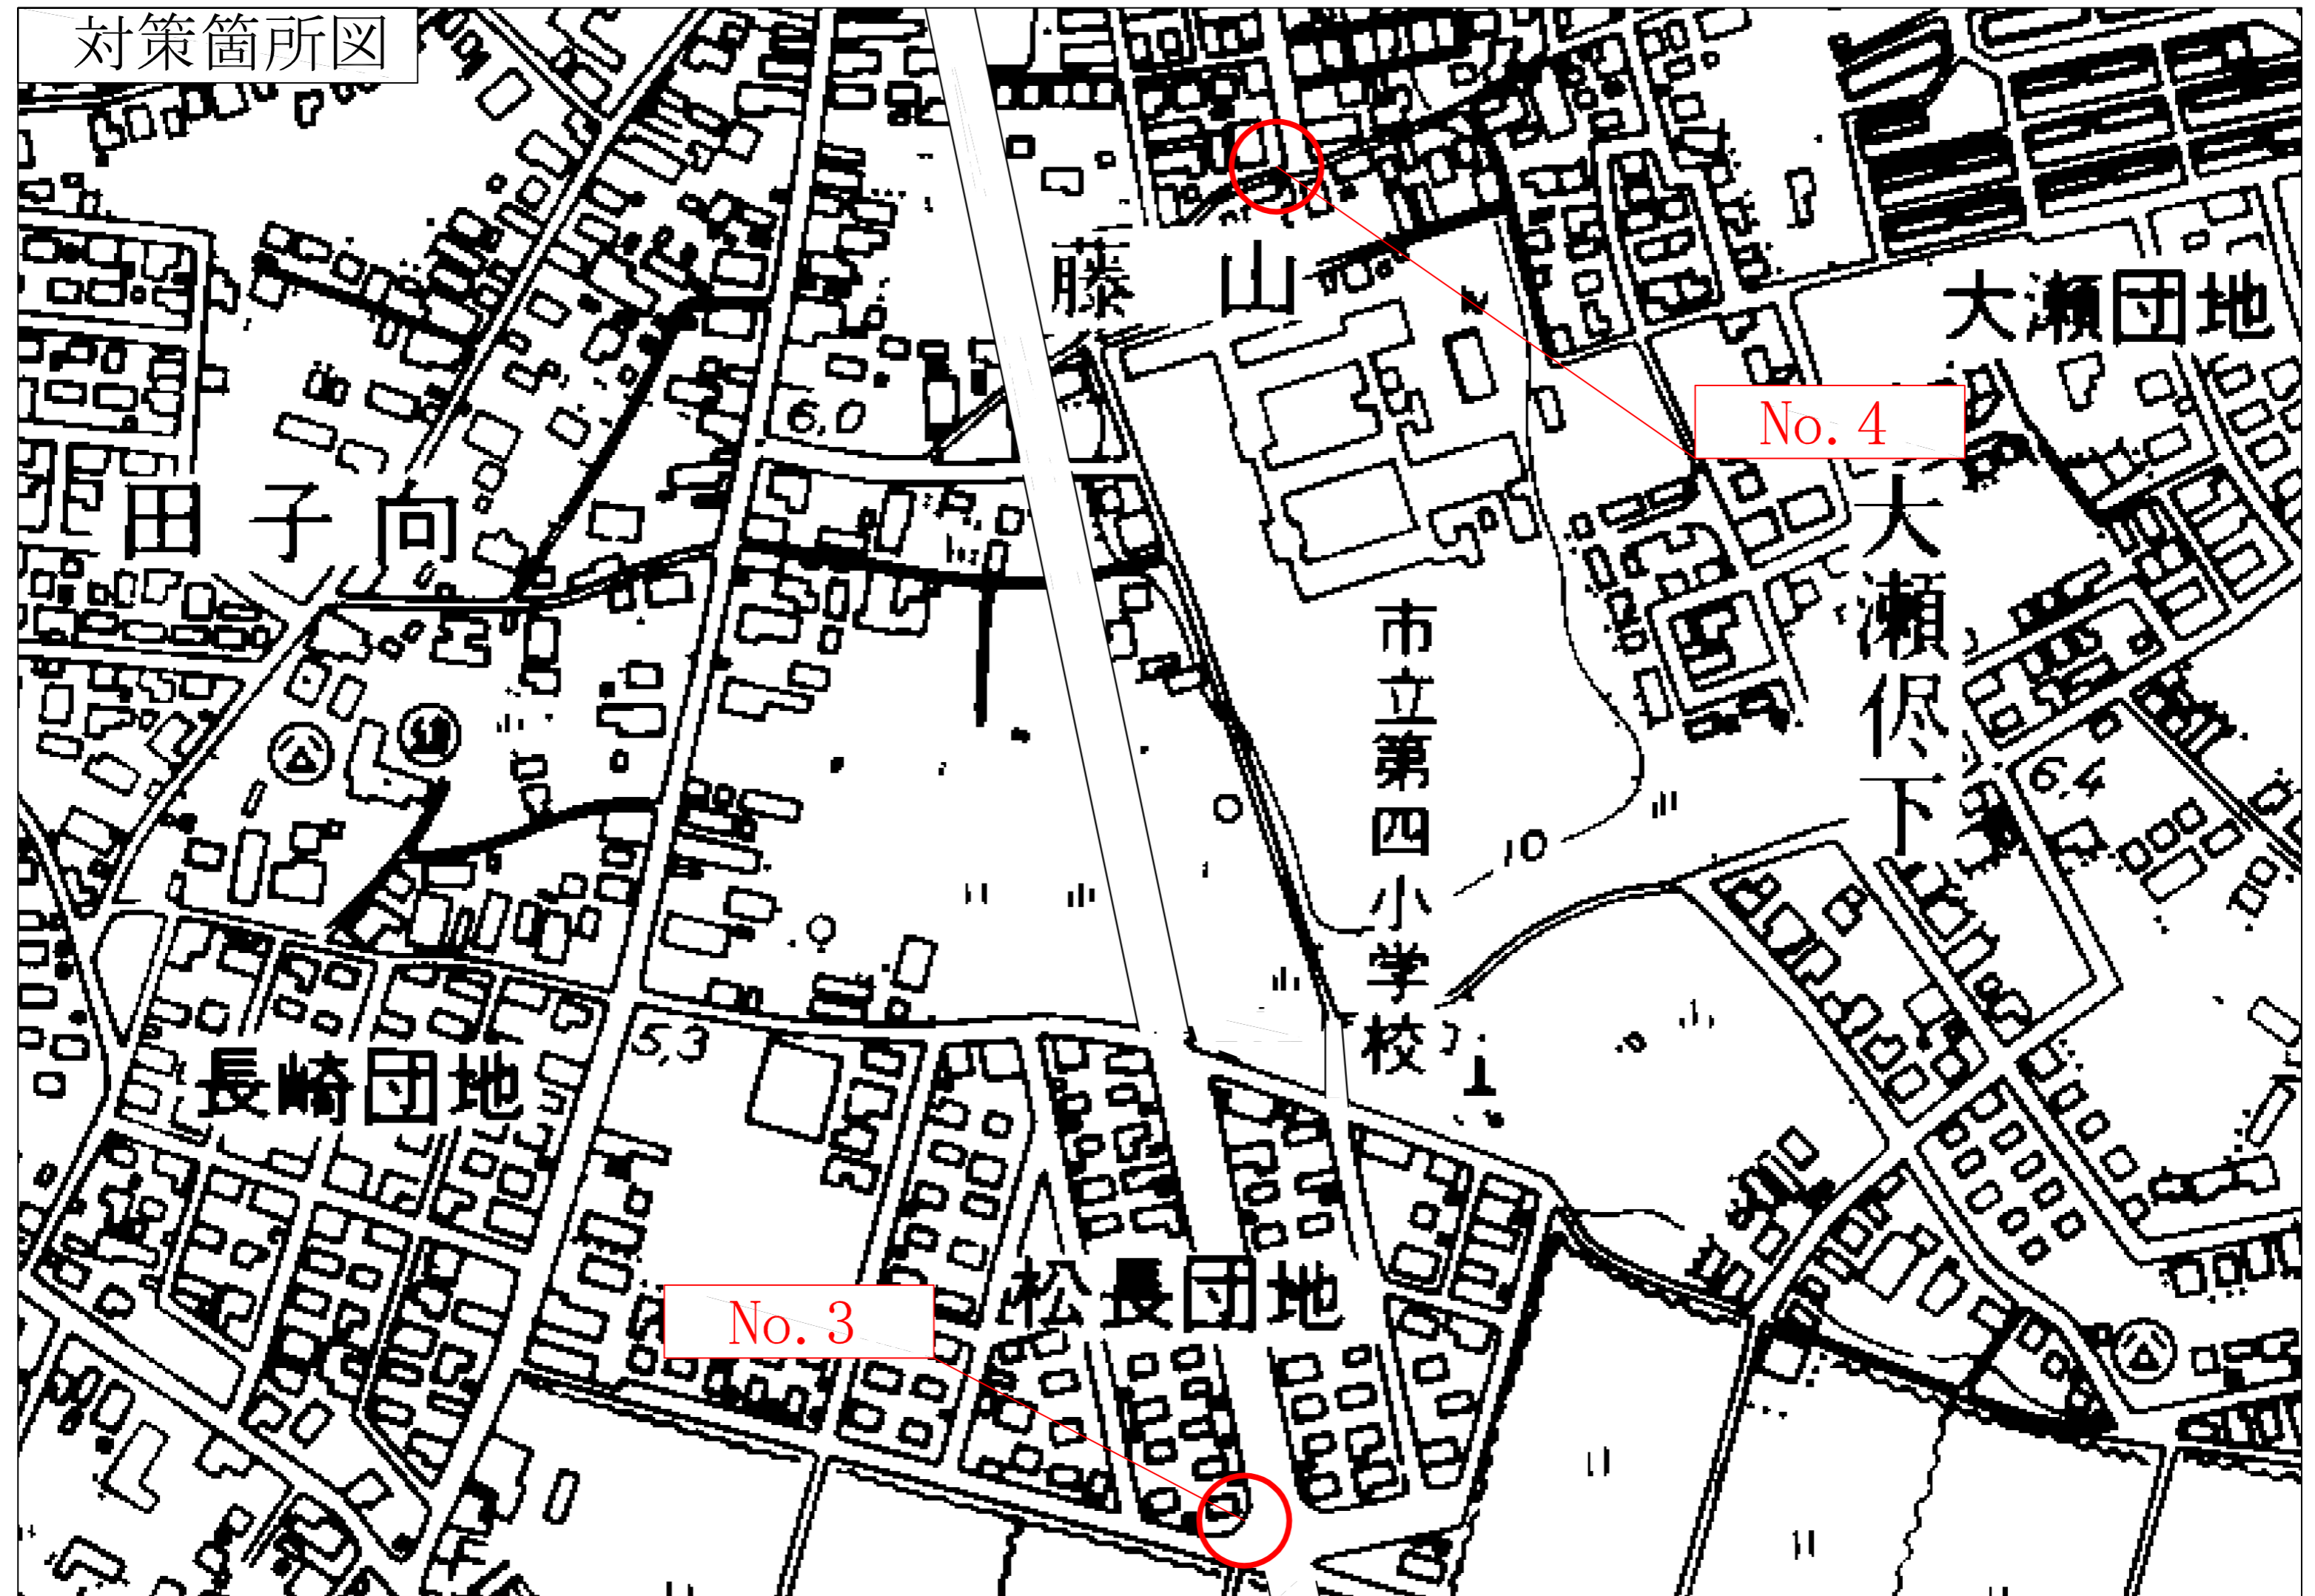 対策箇所図
藤山
大瀬団地
No. 4
6.0
田子向
大瀬侭下
市立第四小学校
6.4
10
5.3
長崎団地
松長団地
No. 3